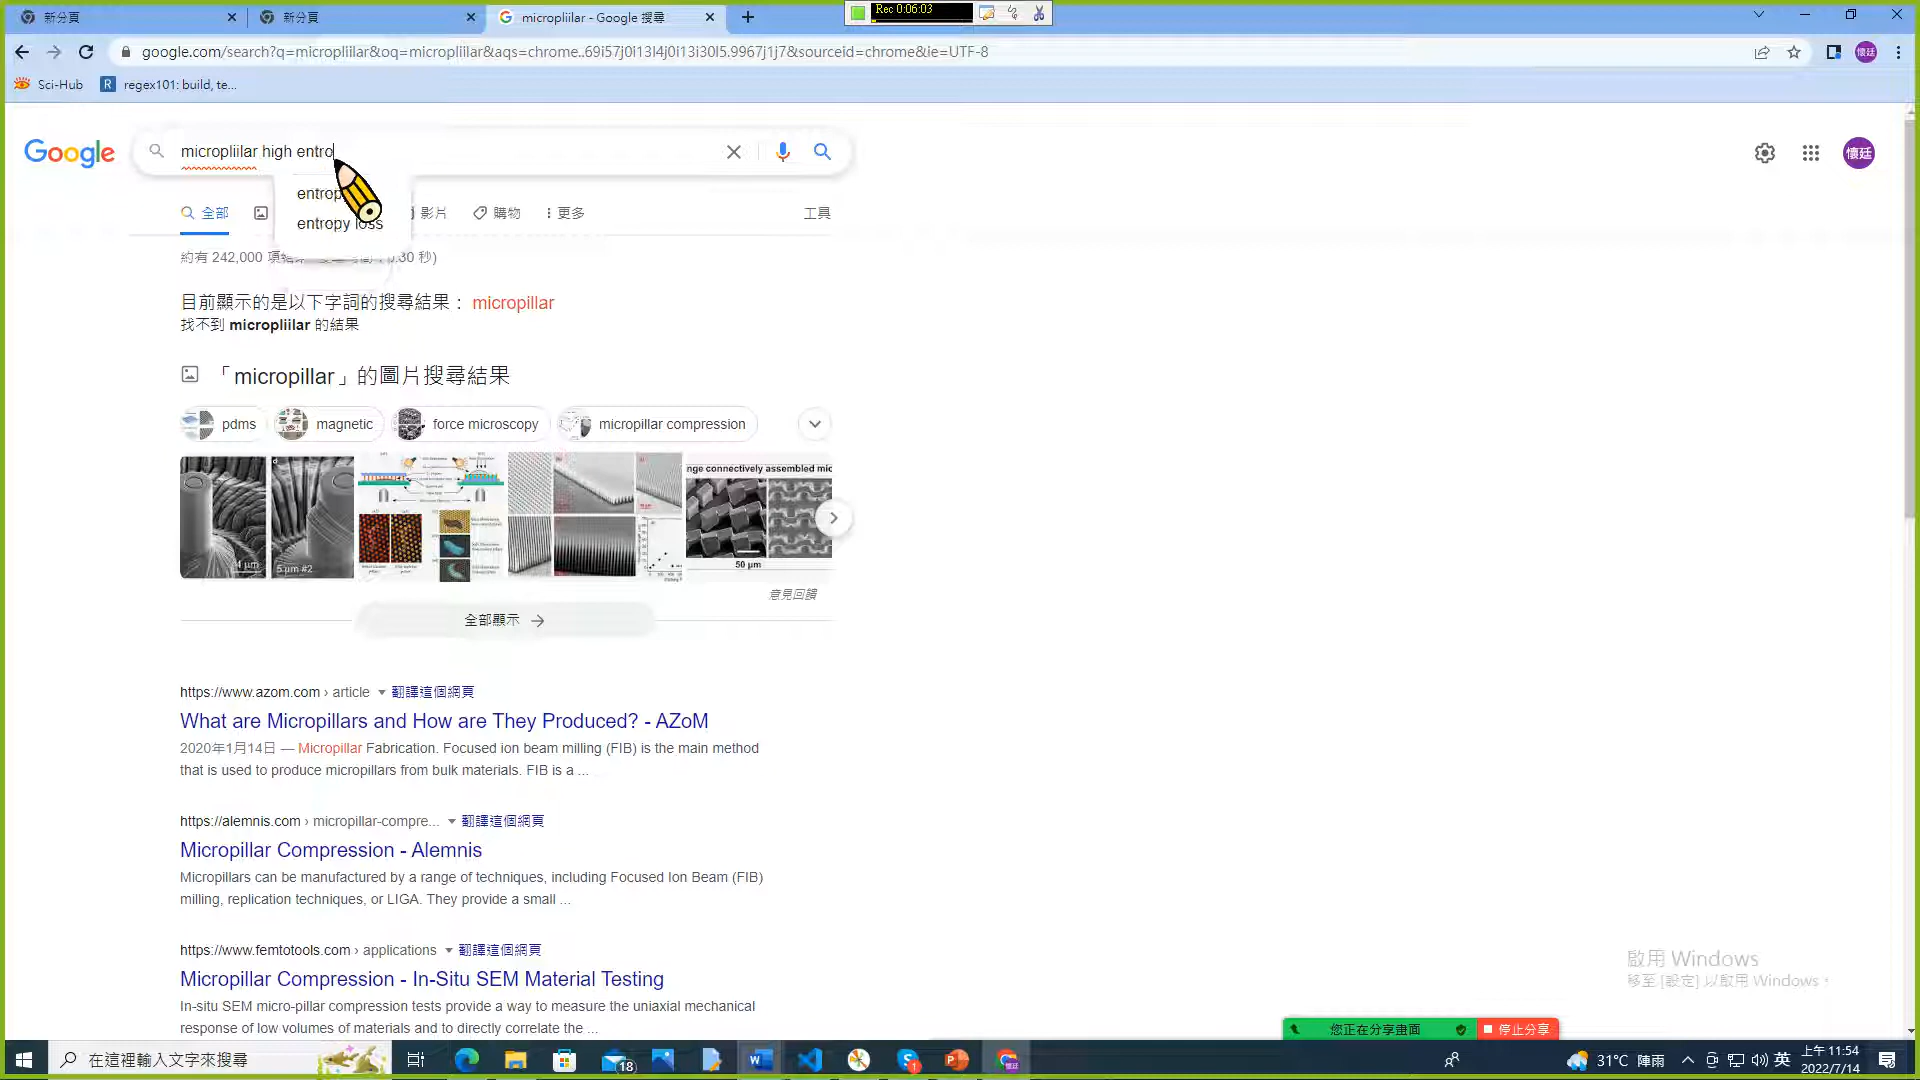 新分頁
新分頁
micropliilar - Google 搜尋
Rec 0:06:03
google.com/search?q=micropliilar&oq=micropliilar&aqs=chrome..69i57j0i13l4j0i13i30l5.9967j1j7&sourceid=chrome&ie=UTF-8
懷廷
Sci-Hub
regex101: build, te...
Google
micropliilar high entro
懷廷
entrop
entropy loss
全部
影片
購物
更多
工具
約有 242,000 項結果
.30 秒)
目前顯示的是以下字詞的搜尋結果： micropillar
找不到 micropliilar 的結果
「micropillar」的圖片搜尋結果
pdms
magnetic
force microscopy
micropillar compression
nge connectively assembled mic
4 µm
5 µm #2
50 µm
意見回饋
全部顯示
https://www.azom.com › article
翻譯這個網頁
What are Micropillars and How are They Produced? - AZoM
2020年1月14日 — Micropillar Fabrication. Focused ion beam milling (FIB) is the main method
that is used to produce micropillars from bulk materials. FIB is a ...
https://alemnis.com › micropillar-compre...
翻譯這個網頁
Micropillar Compression - Alemnis
Micropillars can be manufactured by a range of techniques, including Focused Ion Beam (FIB)
milling, replication techniques, or LIGA. They provide a small ...
https://www.femtotools.com › applications
翻譯這個網頁
Micropillar Compression - In-Situ SEM Material Testing
In-situ SEM micro-pillar compression tests provide a way to measure the uniaxial mechanical
response of low volumes of materials and to directly correlate the ...
啟用 Windows
移至 [設定] 以啟用 Windows。
您正在分享畫面
停止分享
在這裡輸入文字來搜尋
18
31°C 陣雨
英
上午 11:54
2022/7/14